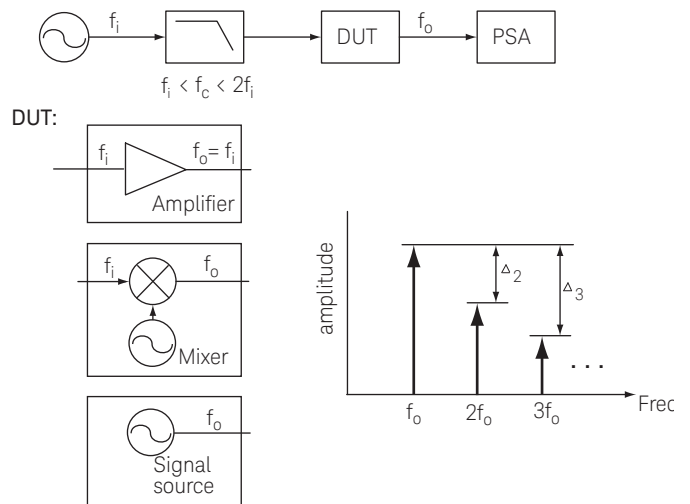 fᵢ DUT fₒ PSA
fᵢ < f꜀ < 2fᵢ
DUT:
fᵢ fₒ= fᵢ
Amplifier
fᵢ fₒ
Mixer
fₒ
Signal
source
amplitude
Δ₂
Δ₃
. . .
fₒ 2fₒ 3fₒ Freq